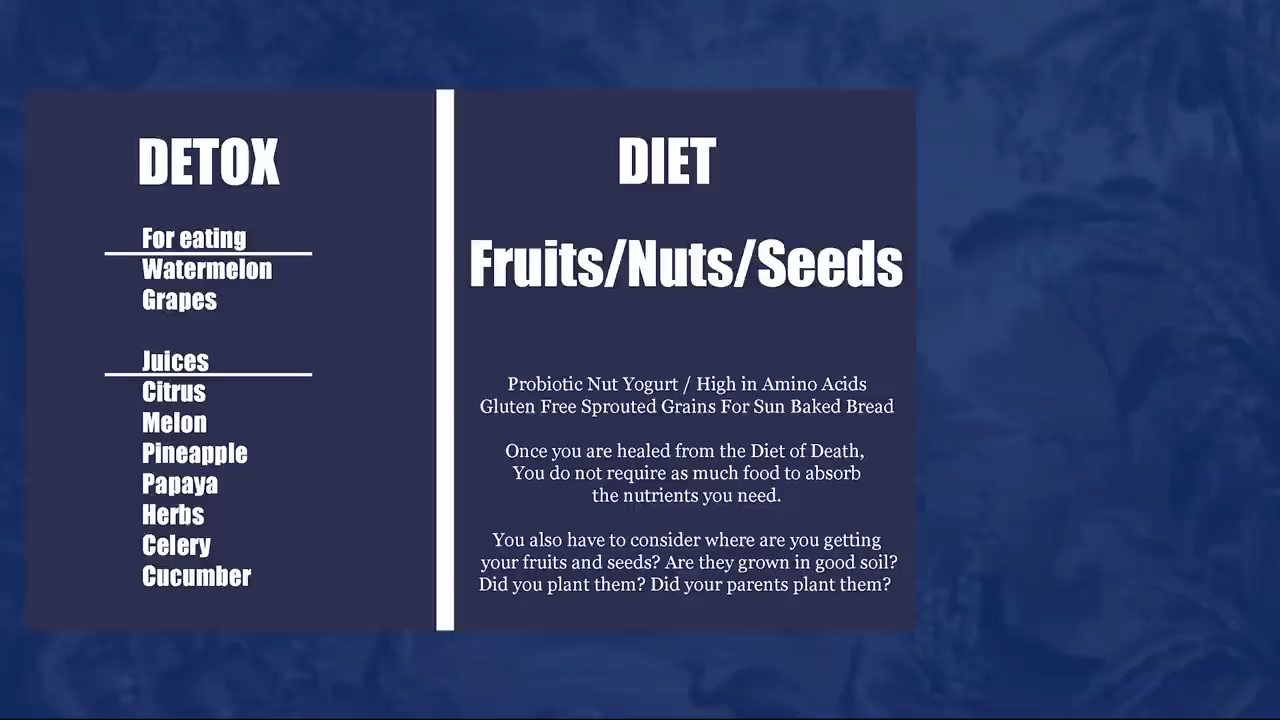 DETOX
For eating
Watermelon
Grapes
Juices
Citrus
Melon
Pineapple
Papaya
Herbs
Celery
Cucumber
DIET
Fruits/Nuts/Seeds
Probiotic Nut Yogurt / High in Amino Acids
Gluten Free Sprouted Grains For Sun Baked Bread
Once you are healed from the Diet of Death,
You do not require as much food to absorb
the nutrients you need.
You also have to consider where are you getting
your fruits and seeds? Are they grown in good soil?
Did you plant them? Did your parents plant them?